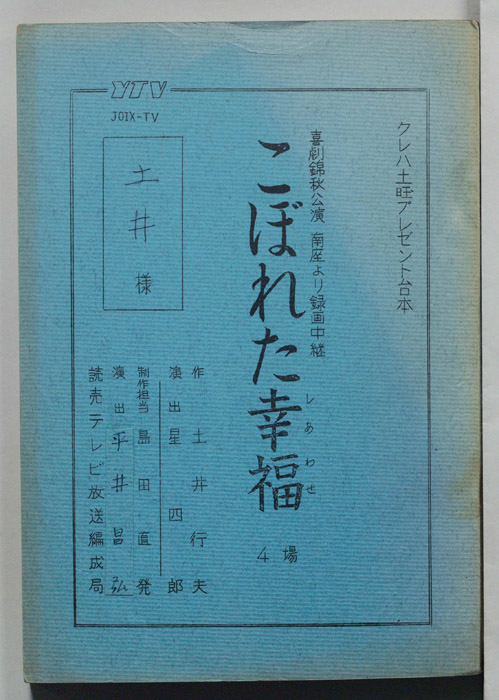 YTV
JOIX-TV
クレハ土曜プレゼント台本
喜劇錦秋公演 南座より録画中継
こぼれた幸福
しあわせ
4場
土井様
作 土井行夫
演出 星四郎
制作担当 島田直発
演出 平井昌弘
読売テレビ放送編成局